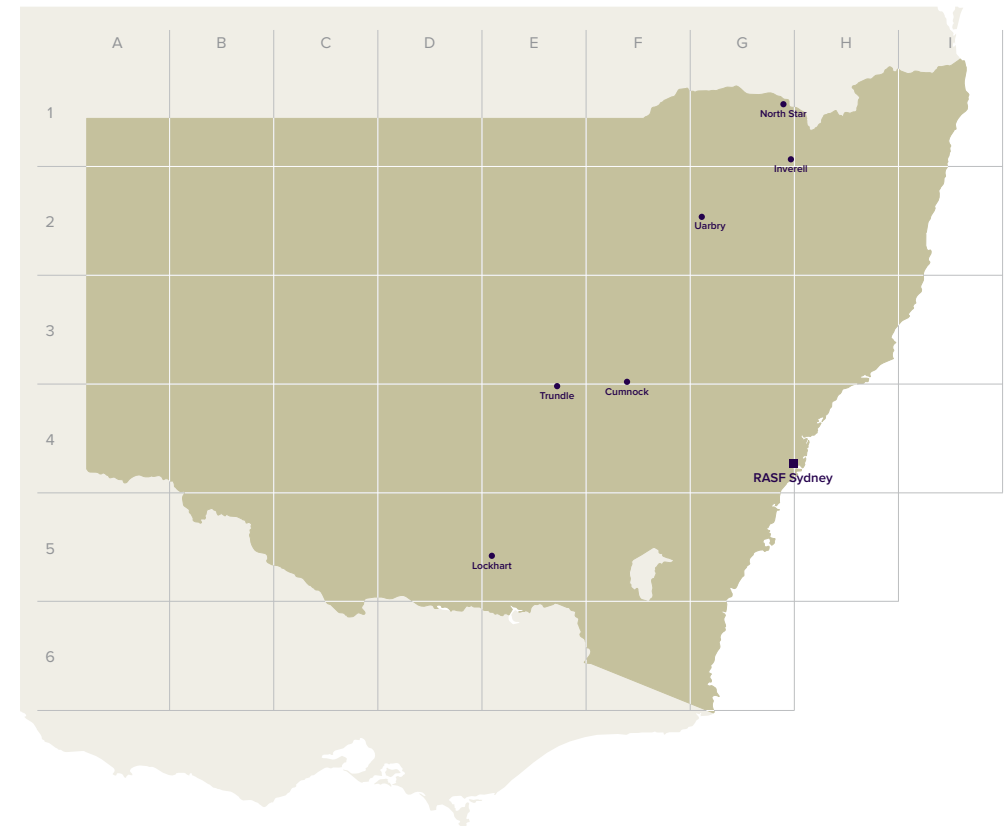 A B C D E F G H I
1
North Star
Inverell
2
Uarbry
3
Trundle
Cumnock
4
RASF Sydney
5
Lockhart
6